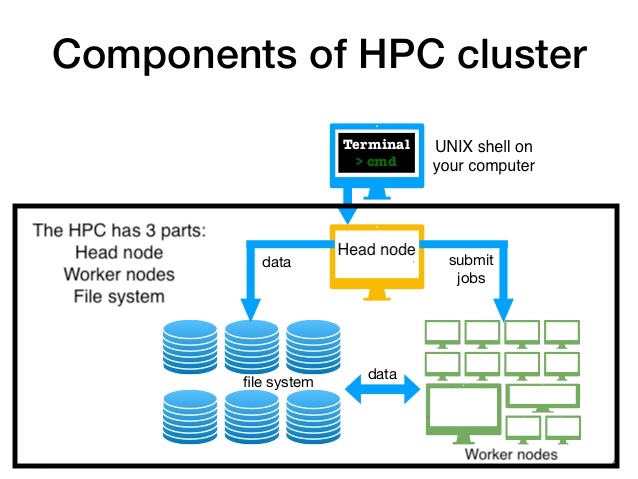 Components of HPC cluster
Terminal
> cmd
UNIX shell on
your computer
The HPC has 3 parts:
Head node
Worker nodes
File system
Head node
data
submit
jobs
file system
data
Worker nodes